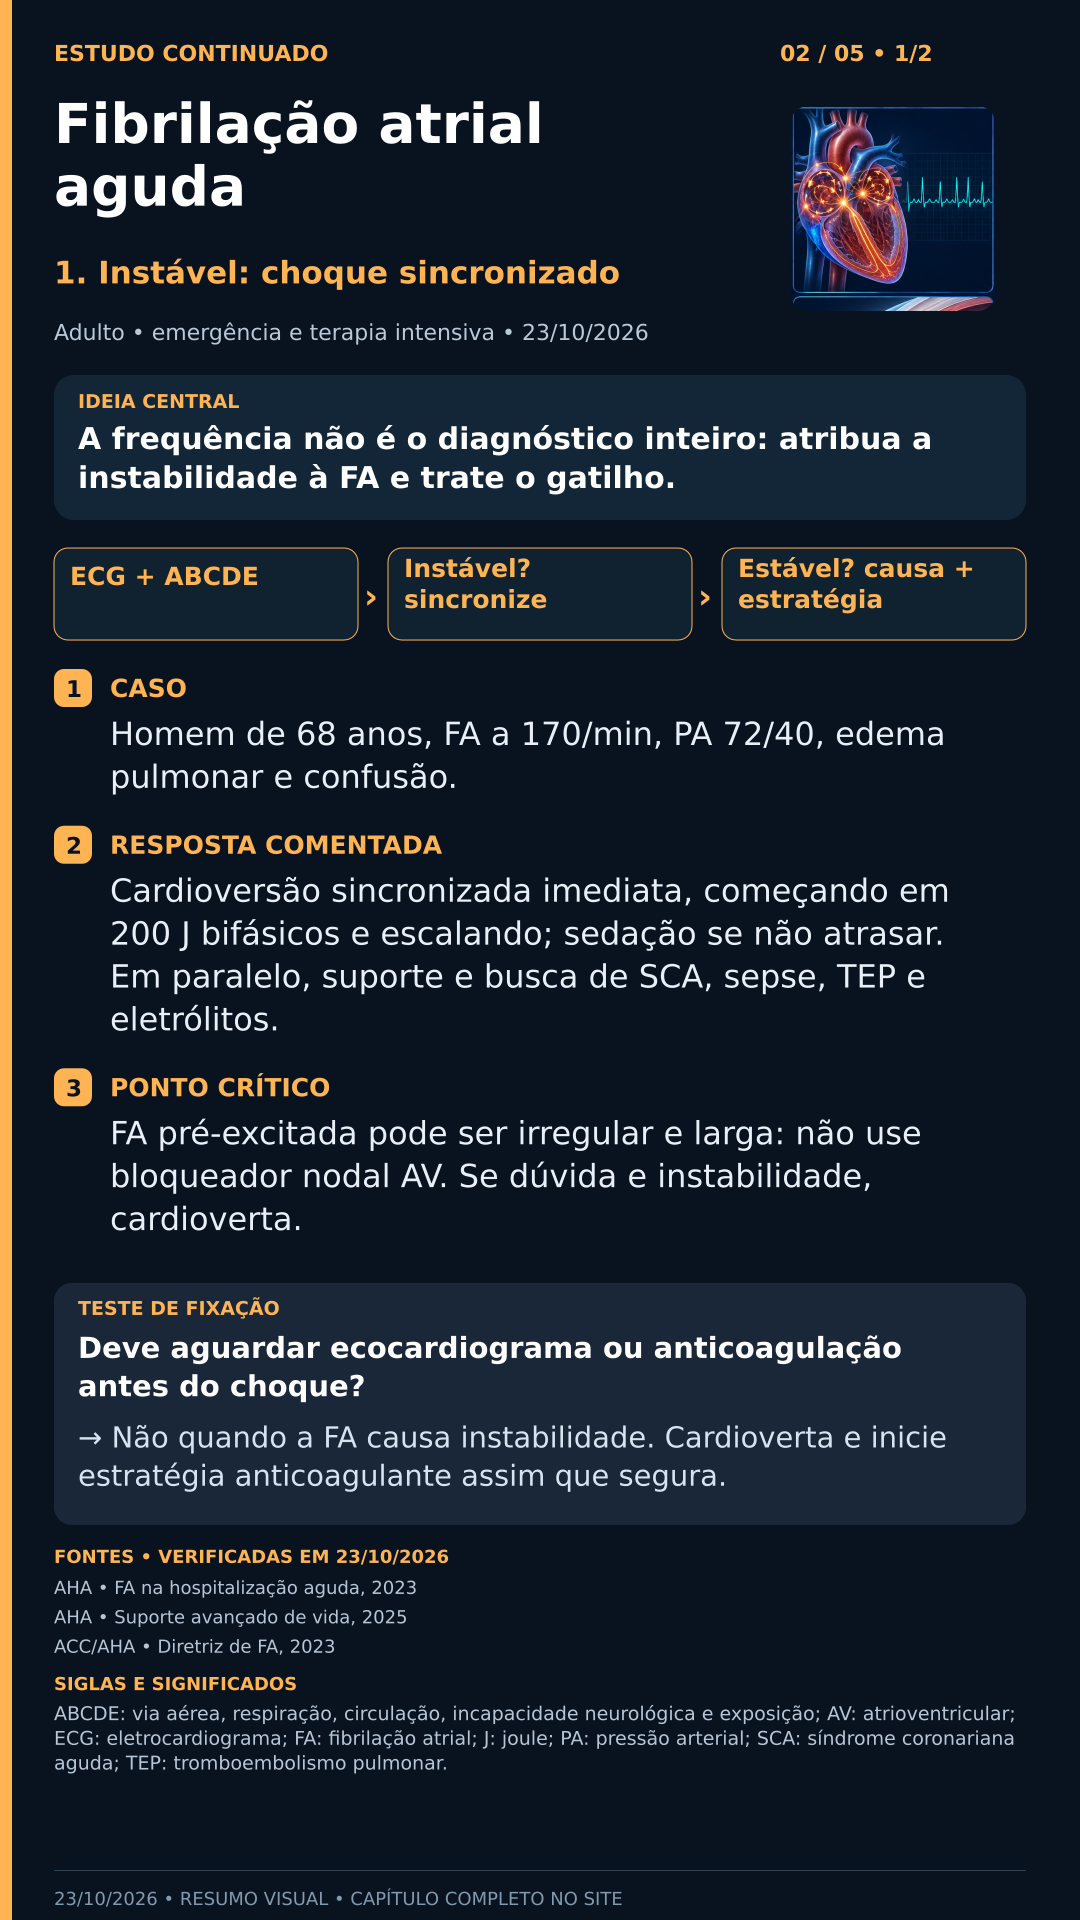 ESTUDO CONTINUADO
02 / 05 • 1/2
Fibrilação atrial
aguda
1. Instável: choque sincronizado
Adulto • emergência e terapia intensiva • 23/10/2026
IDEIA CENTRAL
A frequência não é o diagnóstico inteiro: atribua a
instabilidade à FA e trate o gatilho.
ECG + ABCDE
›
Instável?
sincronize
›
Estável? causa +
estratégia
1 CASO
Homem de 68 anos, FA a 170/min, PA 72/40, edema
pulmonar e confusão.
2 RESPOSTA COMENTADA
Cardioversão sincronizada imediata, começando em
200 J bifásicos e escalando; sedação se não atrasar.
Em paralelo, suporte e busca de SCA, sepse, TEP e
eletrólitos.
3 PONTO CRÍTICO
FA pré-excitada pode ser irregular e larga: não use
bloqueador nodal AV. Se dúvida e instabilidade,
cardioverta.
TESTE DE FIXAÇÃO
Deve aguardar ecocardiograma ou anticoagulação
antes do choque?
→ Não quando a FA causa instabilidade. Cardioverta e inicie
estratégia anticoagulante assim que segura.
FONTES • VERIFICADAS EM 23/10/2026
AHA • FA na hospitalização aguda, 2023
AHA • Suporte avançado de vida, 2025
ACC/AHA • Diretriz de FA, 2023
SIGLAS E SIGNIFICADOS
ABCDE: via aérea, respiração, circulação, incapacidade neurológica e exposição; AV: atrioventricular;
ECG: eletrocardiograma; FA: fibrilação atrial; J: joule; PA: pressão arterial; SCA: síndrome coronariana
aguda; TEP: tromboembolismo pulmonar.
23/10/2026 • RESUMO VISUAL • CAPÍTULO COMPLETO NO SITE